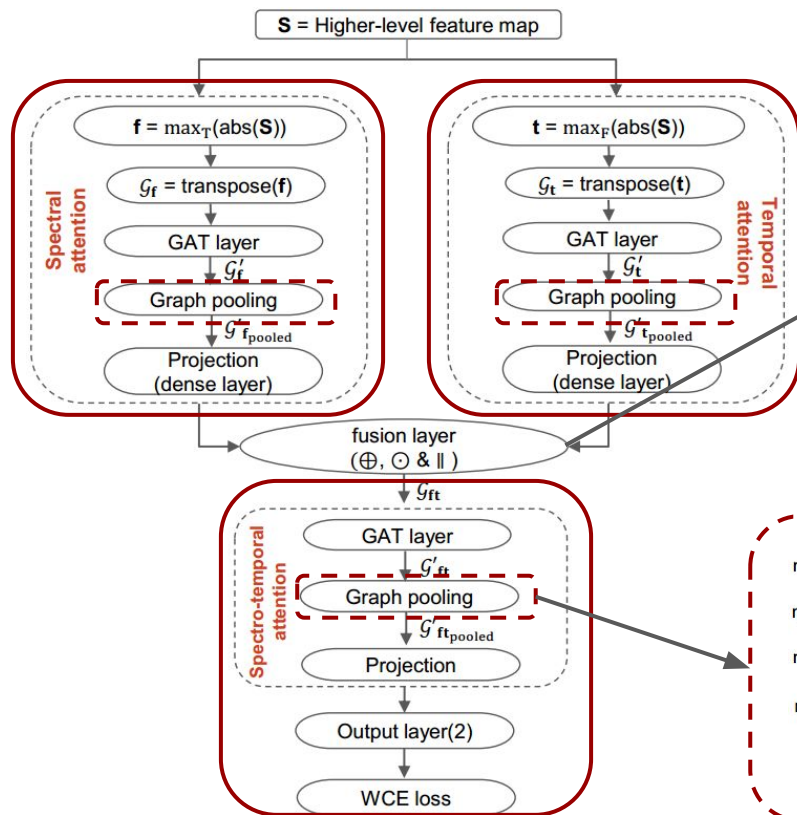 S = Higher-level feature map
f = max_T(abs(S))
𝒢_f = transpose(f)
GAT layer
𝒢′_f
Graph pooling
𝒢′_f_pooled
Projection
(dense layer)
Spectral
attention
t = max_F(abs(S))
𝒢_t = transpose(t)
GAT layer
𝒢′_t
Graph pooling
𝒢′_t_pooled
Projection
(dense layer)
Temporal
attention
fusion layer
(⊕, ⊙ & ∥ )
𝒢_ft
GAT layer
𝒢′_ft
Graph pooling
𝒢′_ft_pooled
Projection
Spectro-temporal
attention
Output layer(2)
WCE loss